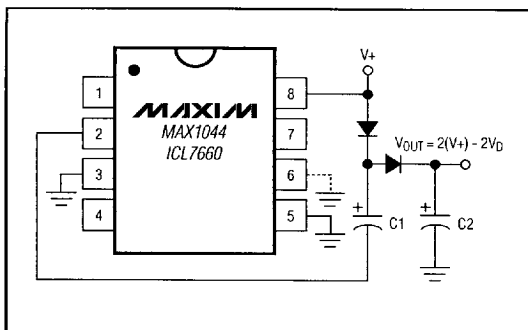 V+
1
8
MAXIM
MAX1044
ICL7660
2
7
VOUT = 2(V+) - 2VD
3
6
4
5
+
C1
+
C2